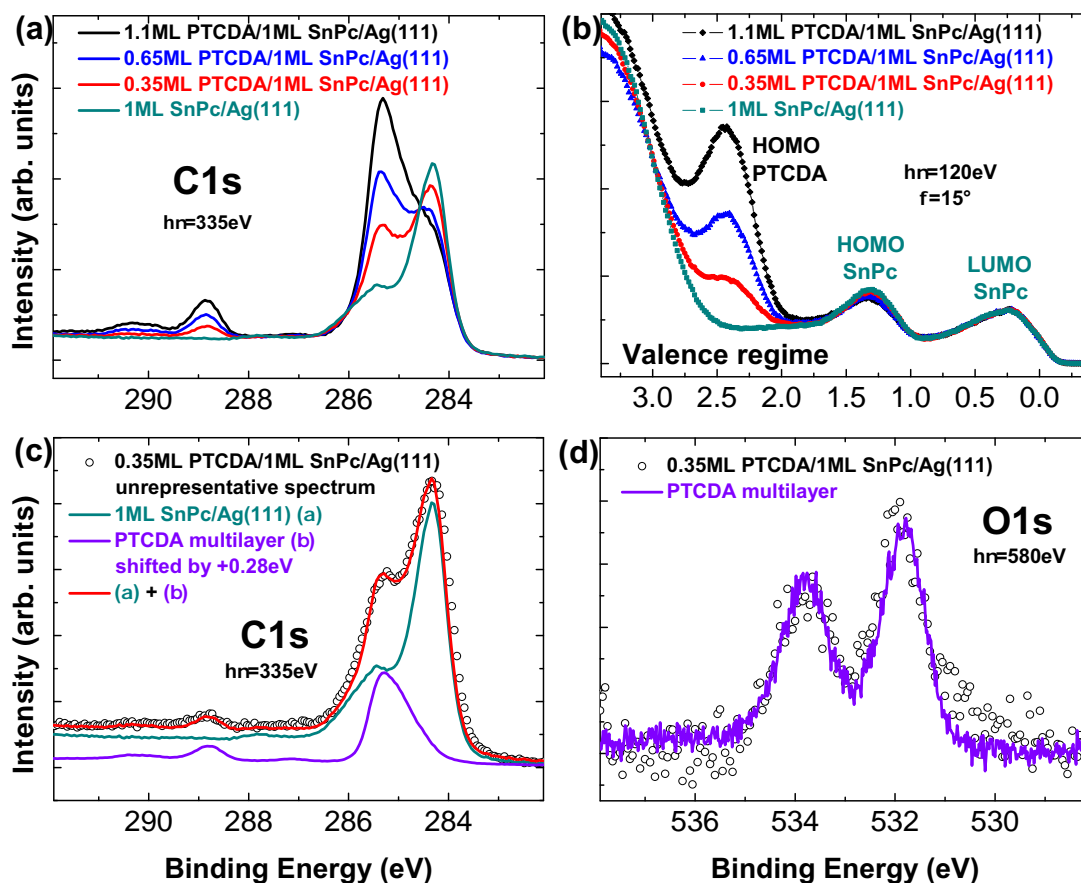 (a)
1.1ML PTCDA/1ML SnPc/Ag(111)
0.65ML PTCDA/1ML SnPc/Ag(111)
0.35ML PTCDA/1ML SnPc/Ag(111)
1ML SnPc/Ag(111)
C1s
hn=335eV
Intensity (arb. units)
290 288 286 284
(b)
1.1ML PTCDA/1ML SnPc/Ag(111)
0.65ML PTCDA/1ML SnPc/Ag(111)
0.35ML PTCDA/1ML SnPc/Ag(111)
1ML SnPc/Ag(111)
HOMO
PTCDA
hn=120eV
f=15°
HOMO
SnPc
LUMO
SnPc
Valence regime
3.0 2.5 2.0 1.5 1.0 0.5 0.0
(c)
0.35ML PTCDA/1ML SnPc/Ag(111)
unrepresentative spectrum
1ML SnPc/Ag(111) (a)
PTCDA multilayer (b)
shifted by +0.28eV
(a) + (b)
C1s
hn=335eV
Intensity (arb. units)
290 288 286 284
Binding Energy (eV)
(d)
0.35ML PTCDA/1ML SnPc/Ag(111)
PTCDA multilayer
O1s
hn=580eV
536 534 532 530
Binding Energy (eV)